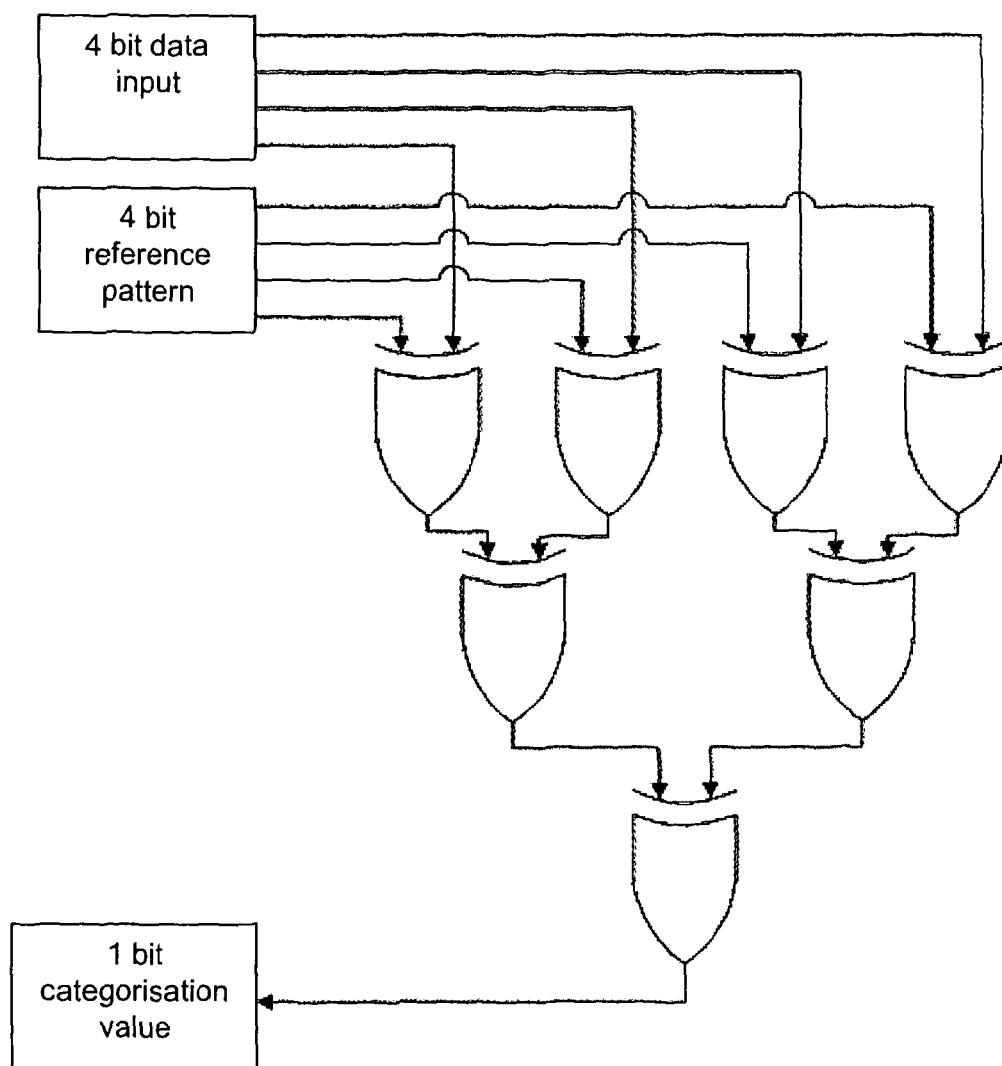 4 bit data
input
4 bit
reference
pattern
1 bit
categorisation
value